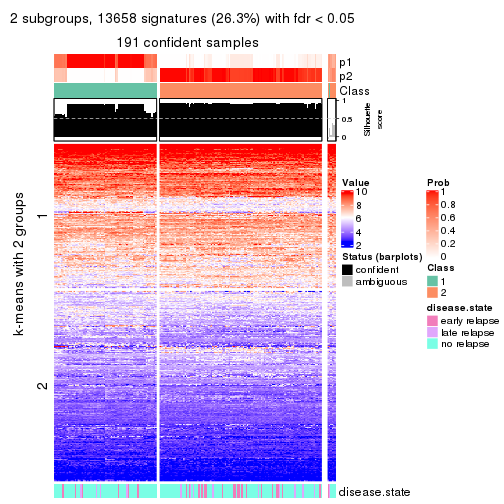 2 subgroups, 13658 signatures (26.3%) with fdr < 0.05
191 confident samples
p1
p2
Class
1
0.5
0
Silhouette
score
k-means with 2 groups
1
2
Value
10
8
6
4
2
Status (barplots)
confident
ambiguous
Prob
1
0.8
0.6
0.4
0.2
0
Class
1
2
disease.state
early relapse
late relapse
no relapse
disease.state